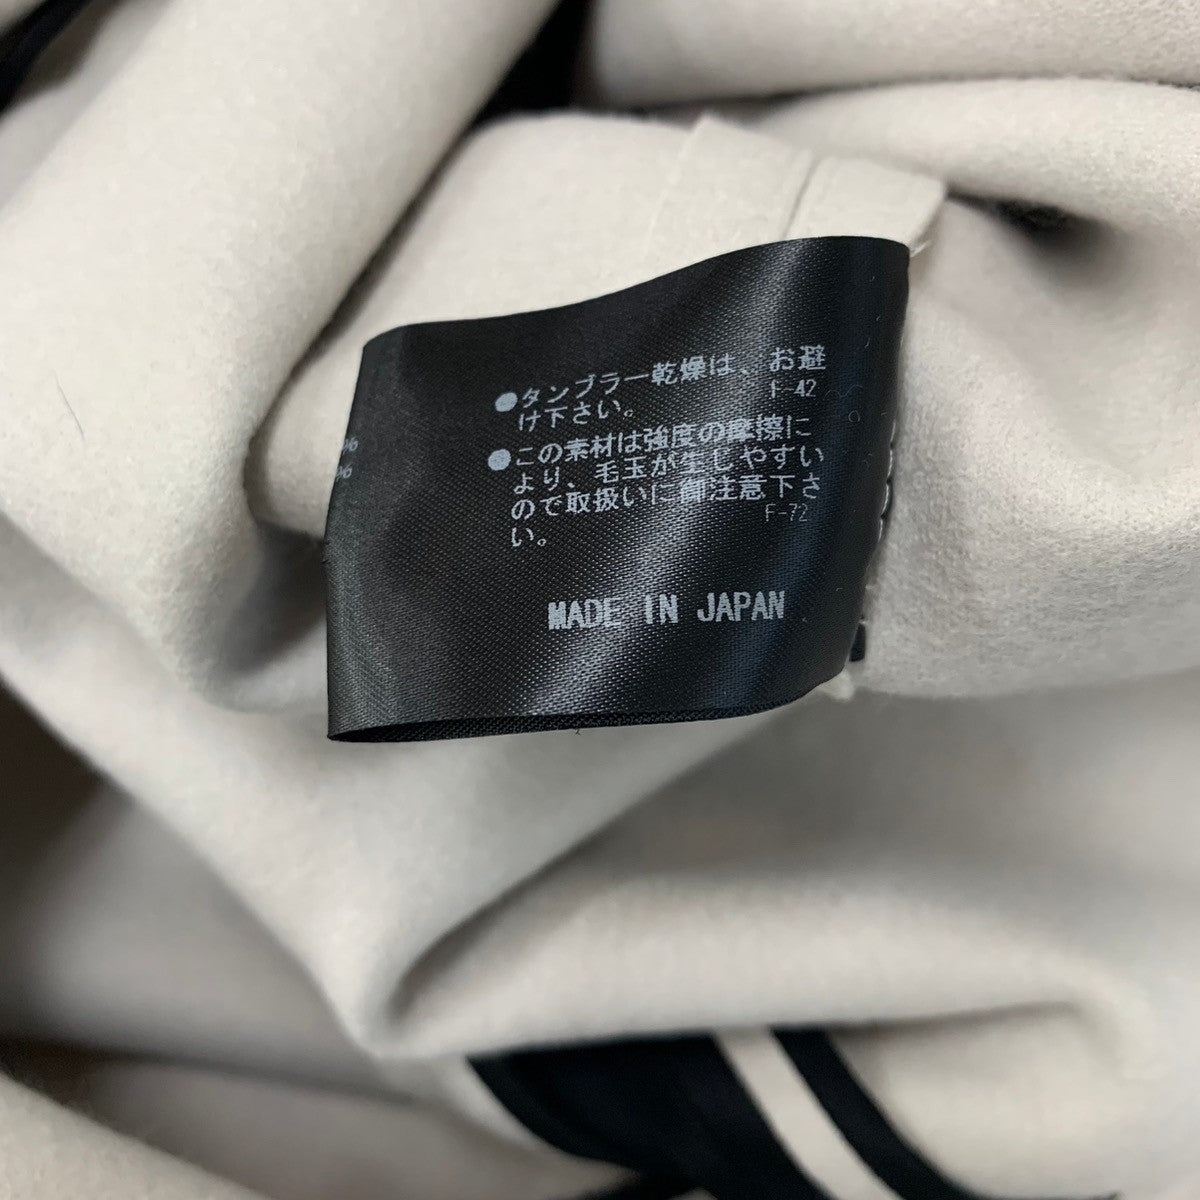 ●タンブラー乾燥は、お避
け下さい。
F-42
●この素材は強度の摩擦に
より、毛玉が生じやすい
ので取扱いに御注意下さ
い。
F-72
MADE IN JAPAN
%
%